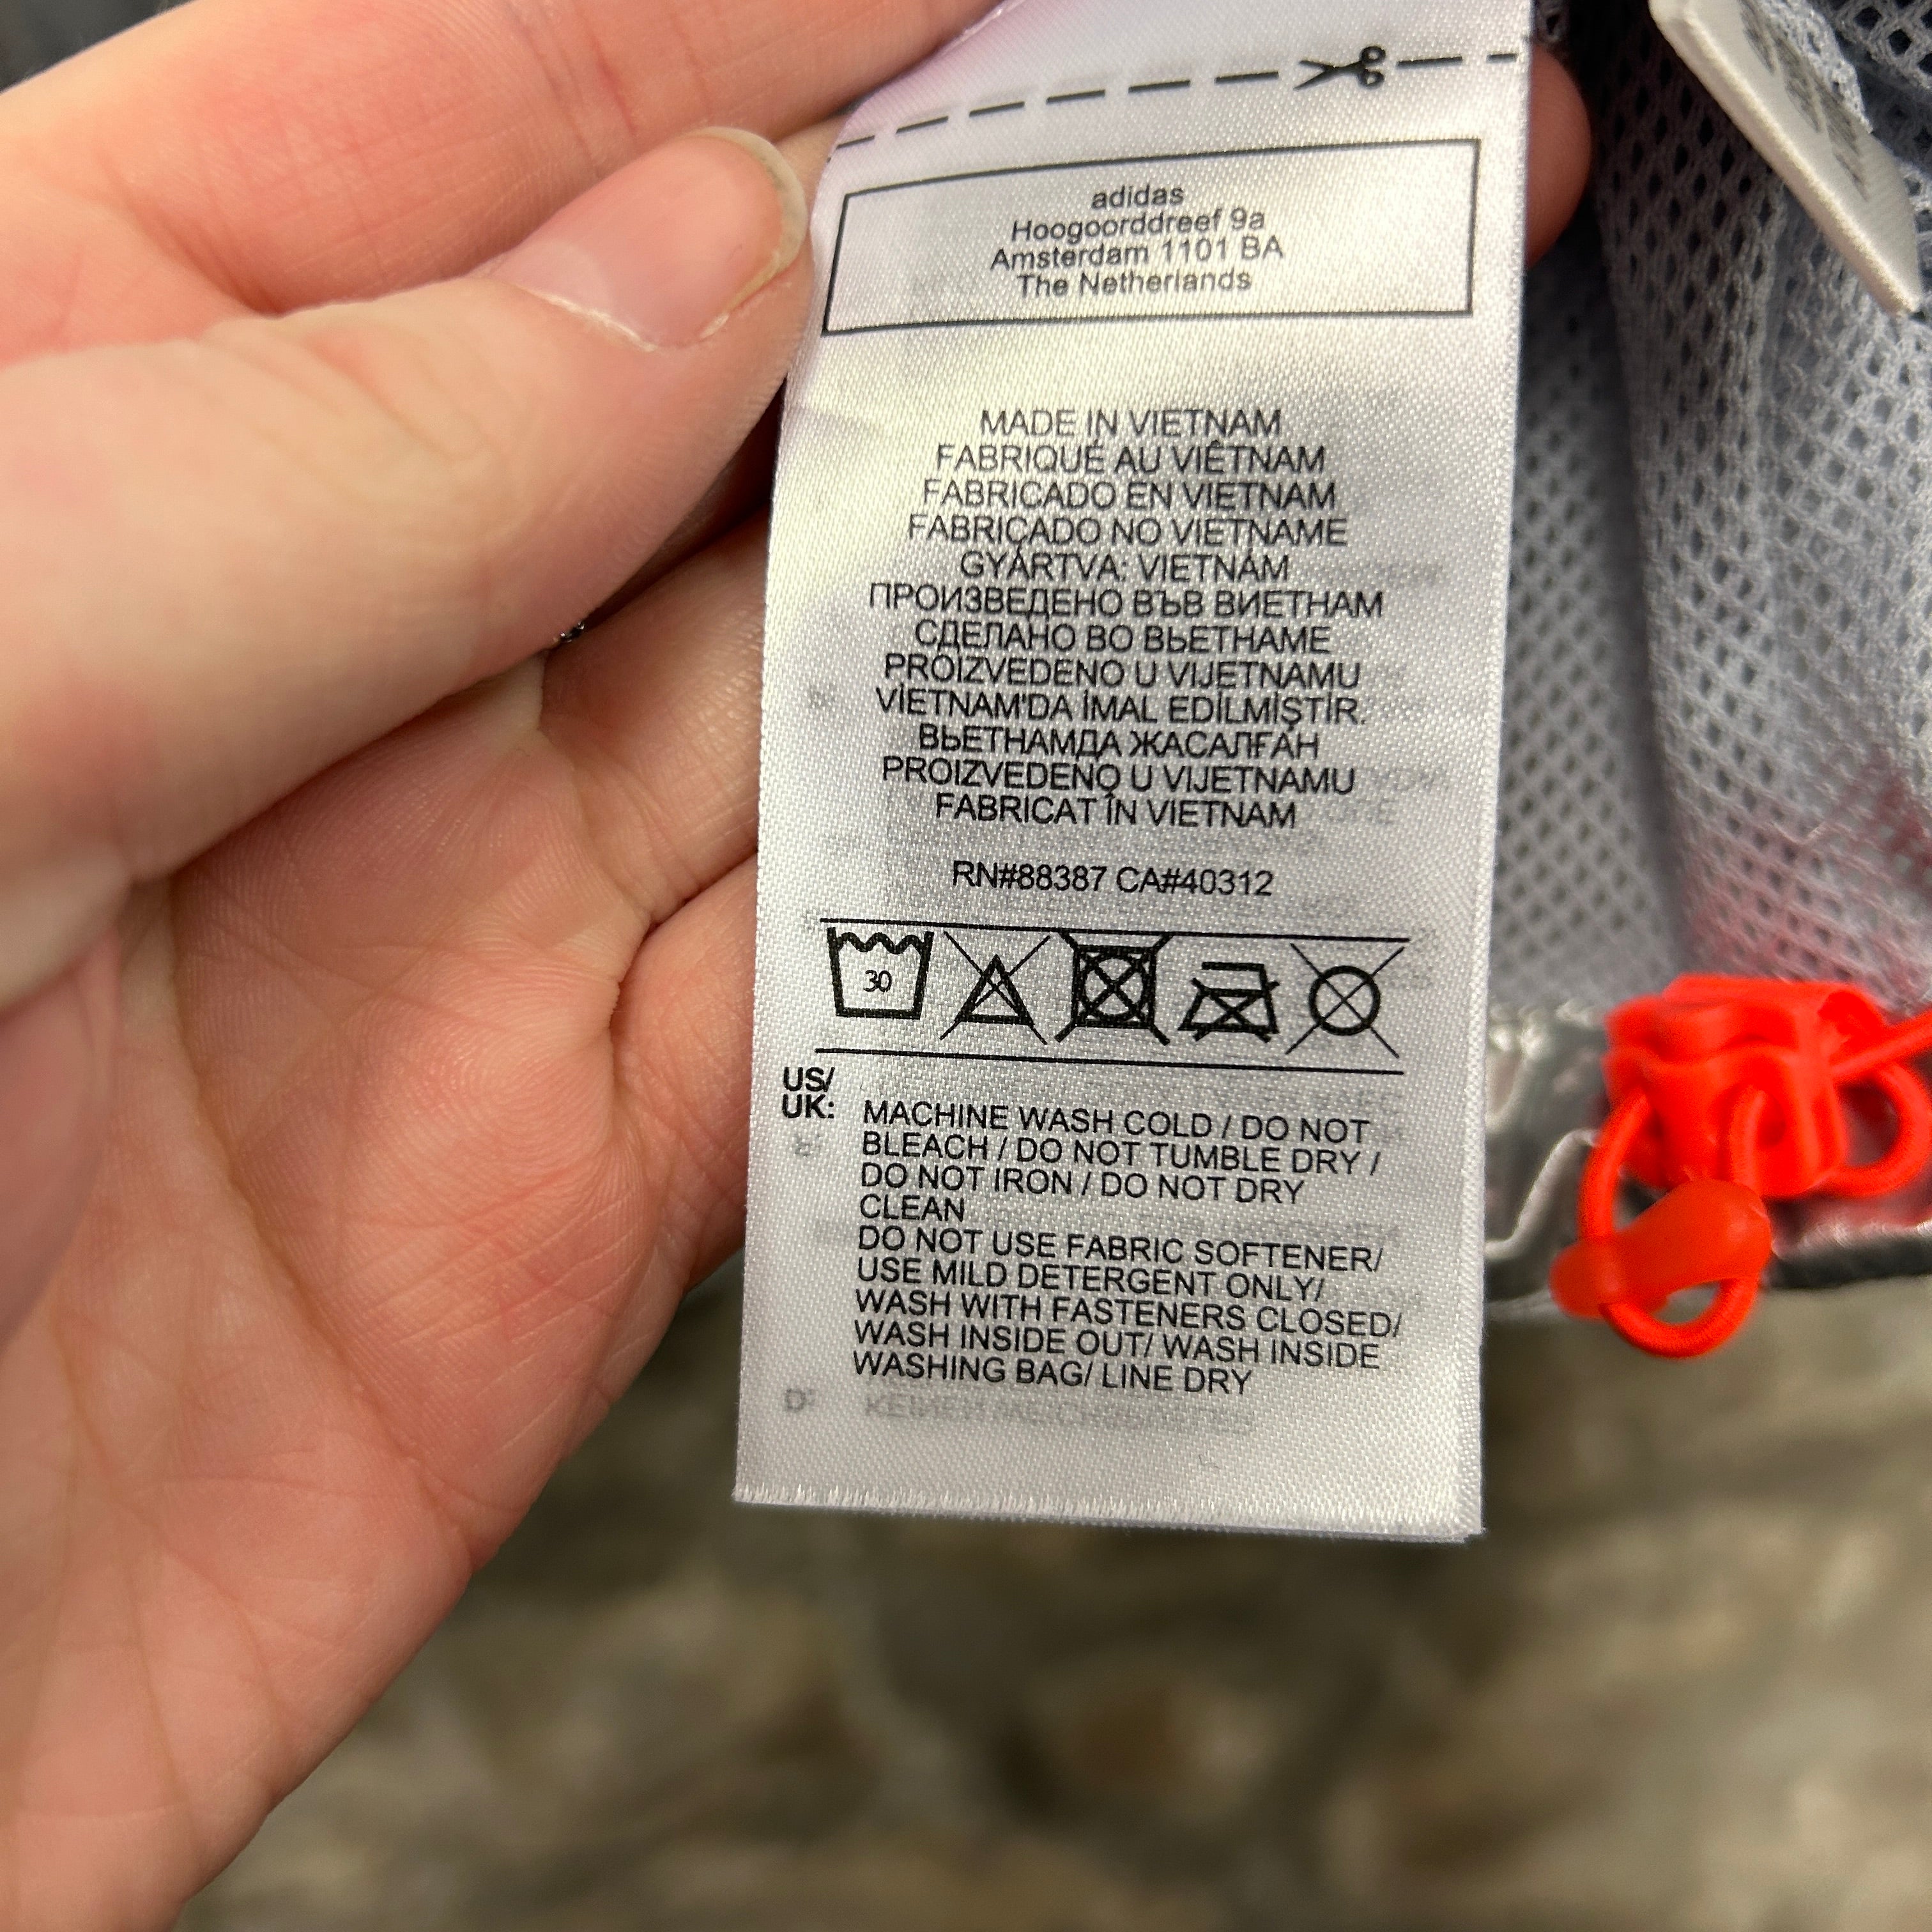 adidas
Hoogoorddreef 9a
Amsterdam 1101 BA
The Netherlands
MADE IN VIETNAM
FABRIQUÉ AU VIÊTNAM
FABRICADO EN VIETNAM
FABRICADO NO VIETNAME
GYÁRTVA: VIETNÁM
ПРОИЗВЕДЕНО ВЪВ ВИЕТНАМ
СДЕЛАНО ВО ВЬЕТНАМЕ
PROIZVEDENO U VIJETNAMU
VİETNAM'DA İMAL EDİLMİŞTİR.
ВЬЕТНАМДА ЖАСАЛҒАН
PROIZVEDENO U VIJETNAMU
FABRICAT ÎN VIETNAM
RN#88387 CA#40312
30
US/
UK: MACHINE WASH COLD / DO NOT
BLEACH / DO NOT TUMBLE DRY /
DO NOT IRON / DO NOT DRY
CLEAN
DO NOT USE FABRIC SOFTENER/
USE MILD DETERGENT ONLY/
WASH WITH FASTENERS CLOSED/
WASH INSIDE OUT/ WASH INSIDE
WASHING BAG/ LINE DRY